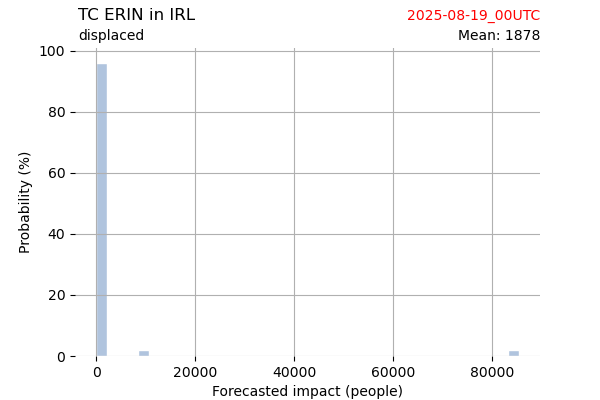 TC ERIN in IRL
2025-08-19_00UTC
displaced
Mean: 1878
100
80
60
40
20
0
Probability (%)
0 20000 40000 60000 80000
Forecasted impact (people)